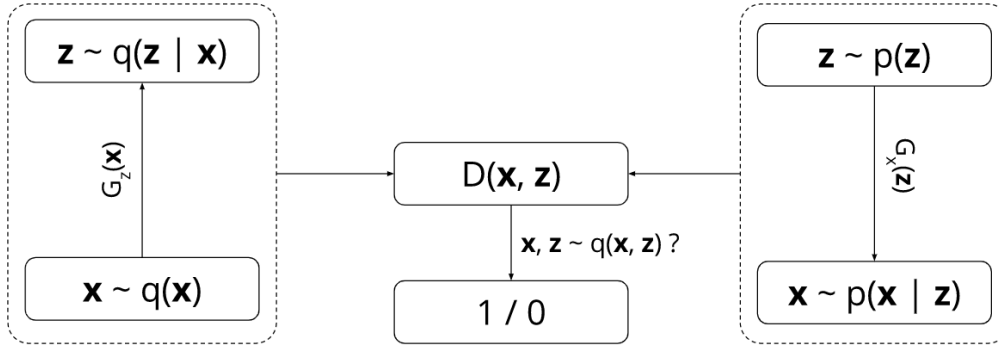 z ~ q(z | x)
G_z(x)
x ~ q(x)
D(x, z)
x, z ~ q(x, z) ?
1 / 0
z ~ p(z)
G_x(z)
x ~ p(x | z)